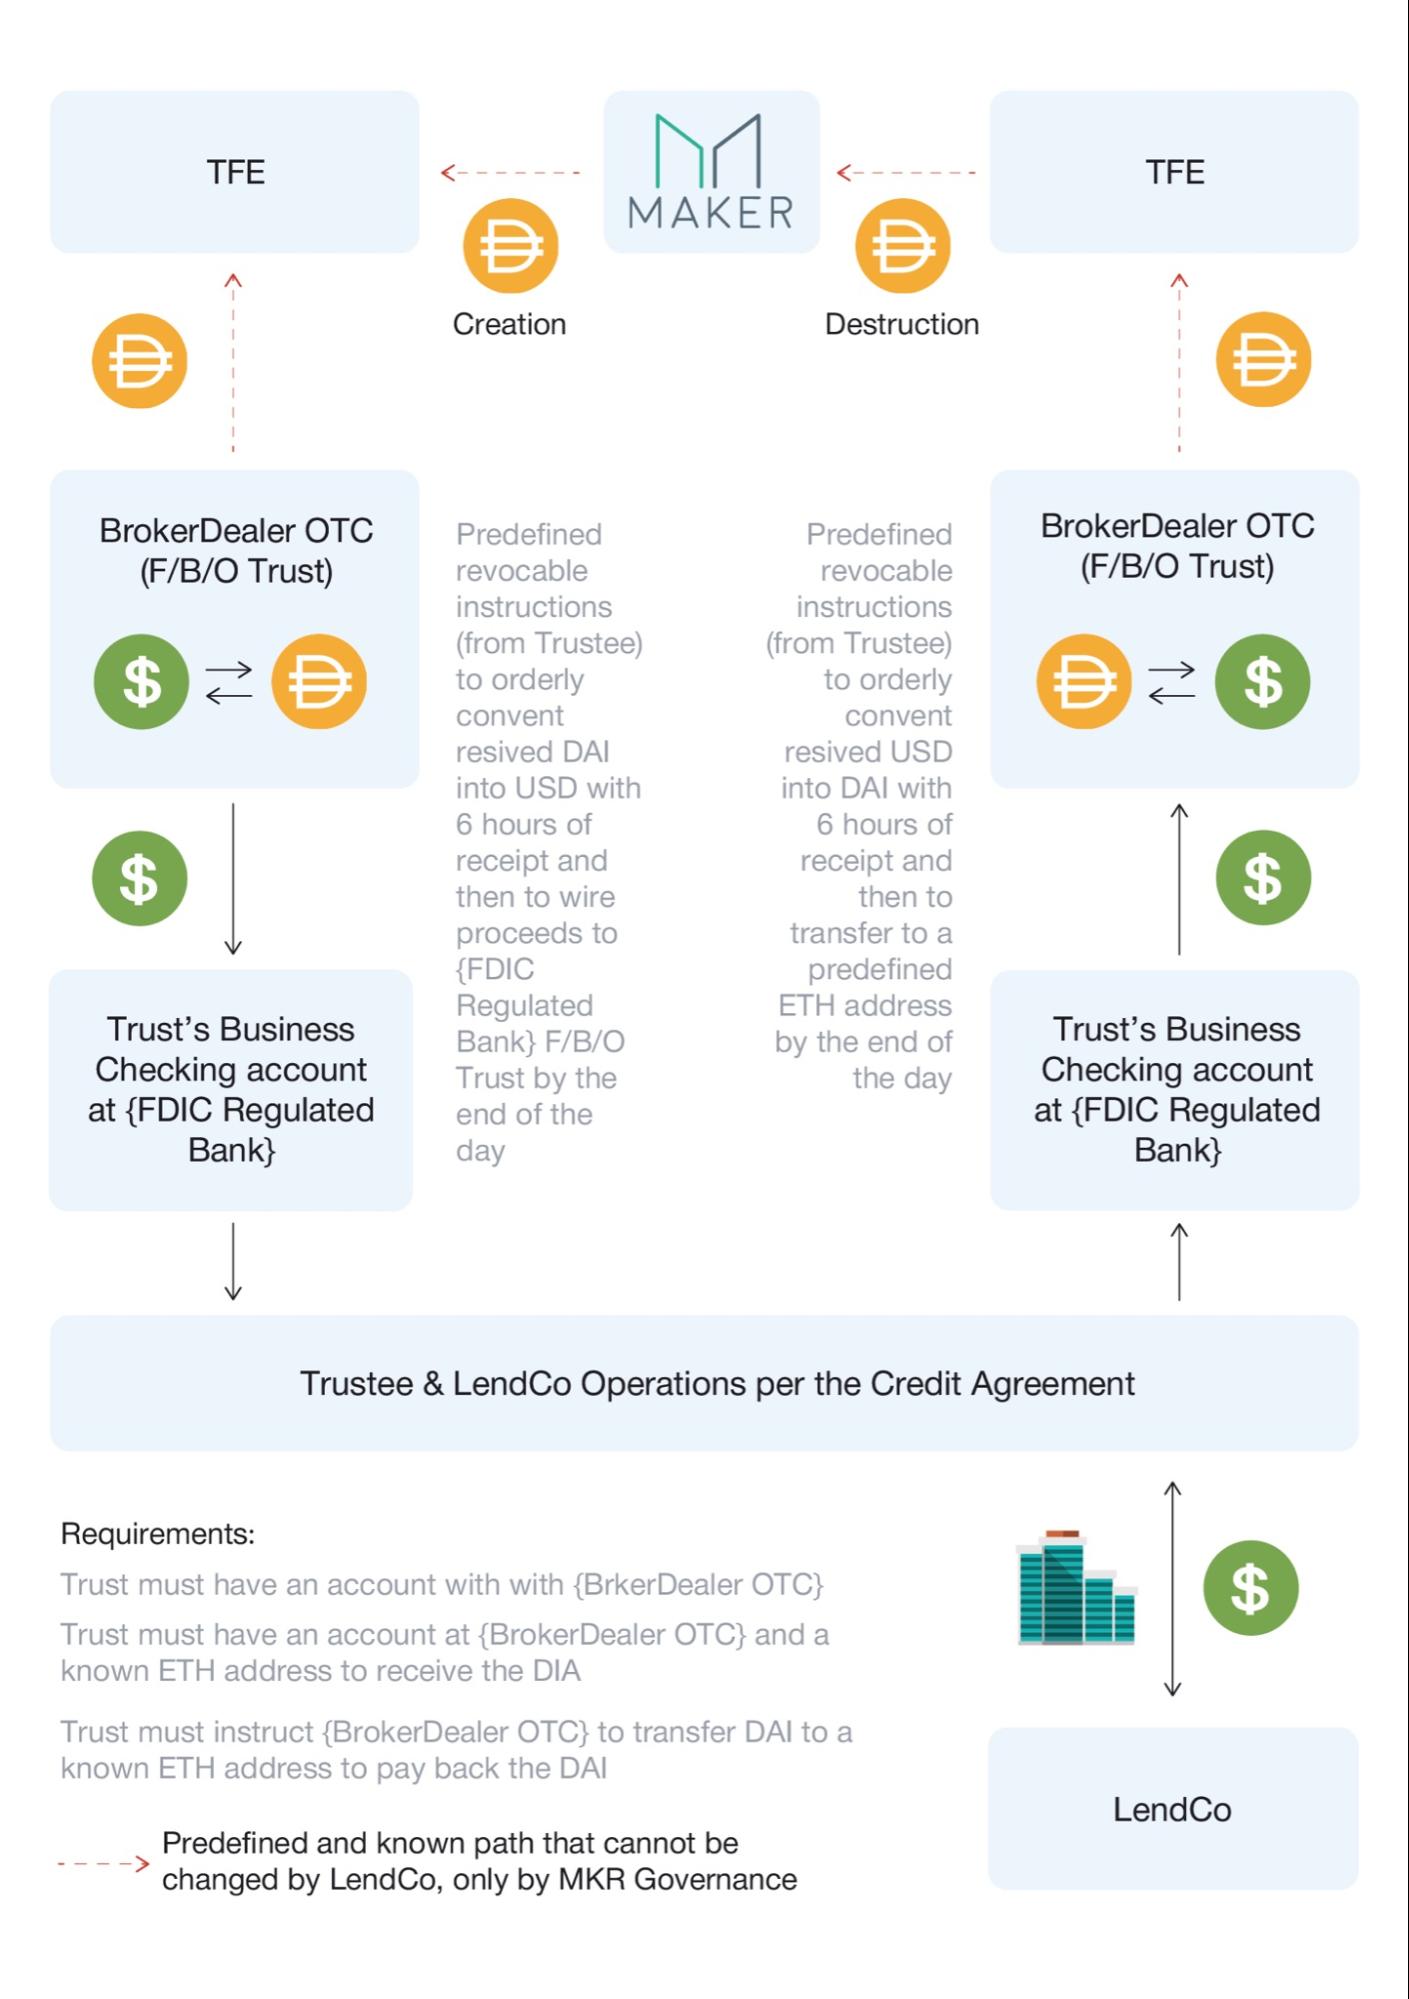 TFE
MAKER
TFE
Creation
Destruction
BrokerDealer OTC
(F/B/O Trust)
$
Predefined
revocable
instructions
(from Trustee)
to orderly
convent
resived DAI
into USD with
6 hours of
receipt and
then to wire
proceeds to
{FDIC
Regulated
Bank} F/B/O
Trust by the
end of the
day
Predefined
revocable
instructions
(from Trustee)
to orderly
convent
resived USD
into DAI with
6 hours of
receipt and
then to
transfer to a
predefined
ETH address
by the end of
the day
BrokerDealer OTC
(F/B/O Trust)
$
$
$
Trust’s Business
Checking account
at {FDIC Regulated
Bank}
Trust’s Business
Checking account
at {FDIC Regulated
Bank}
Trustee & LendCo Operations per the Credit Agreement
Requirements:
Trust must have an account with with {BrkerDealer OTC}
Trust must have an account at {BrokerDealer OTC} and a
known ETH address to receive the DIA
Trust must instruct {BrokerDealer OTC} to transfer DAI to a
known ETH address to pay back the DAI
Predefined and known path that cannot be
changed by LendCo, only by MKR Governance
$
LendCo